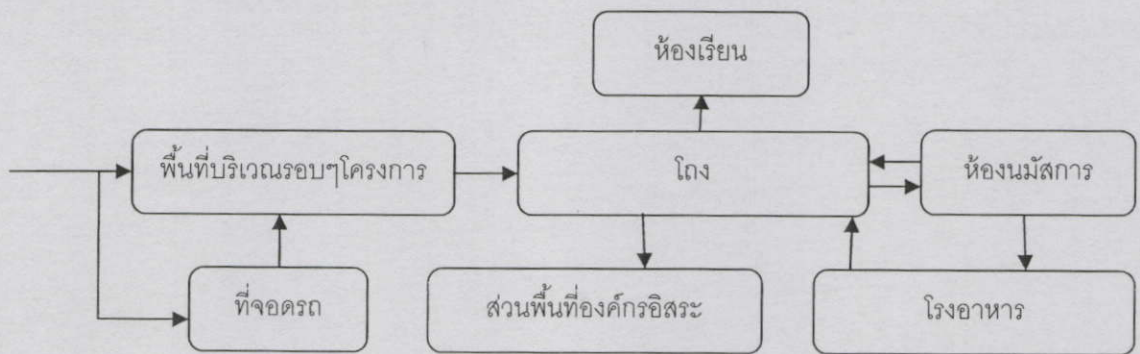 ห้องเรียน
พื้นที่บริเวณรอบๆโครงการ
โถง
ห้องนมัสการ
ที่จอดรถ
ส่วนพื้นที่องค์กรอิสระ
โรงอาหาร